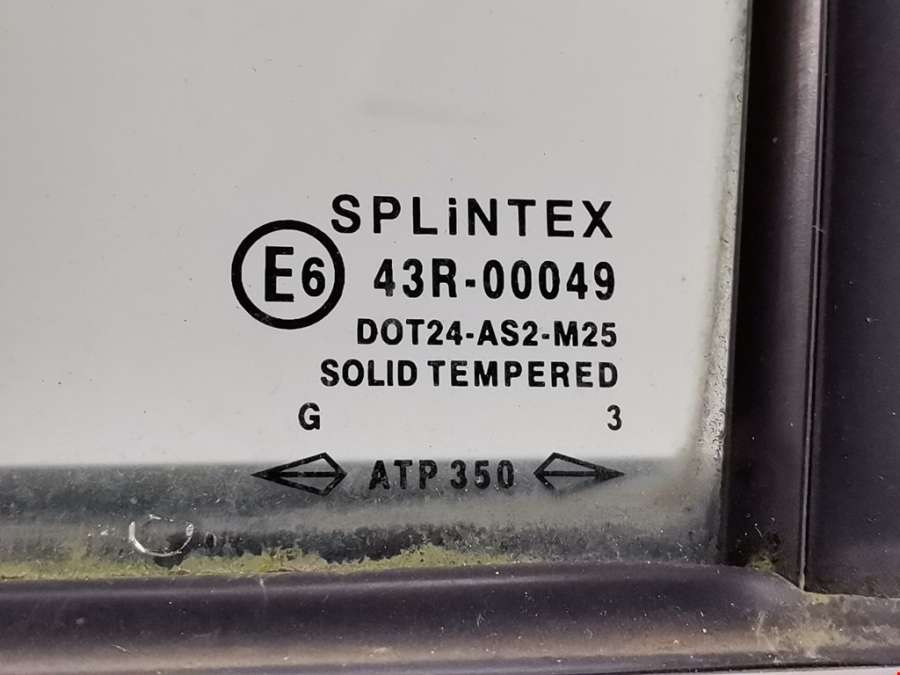 SPLiNTEX
E6 43R-00049
DOT24-AS2-M25
SOLID TEMPERED
G 3
ATP 350